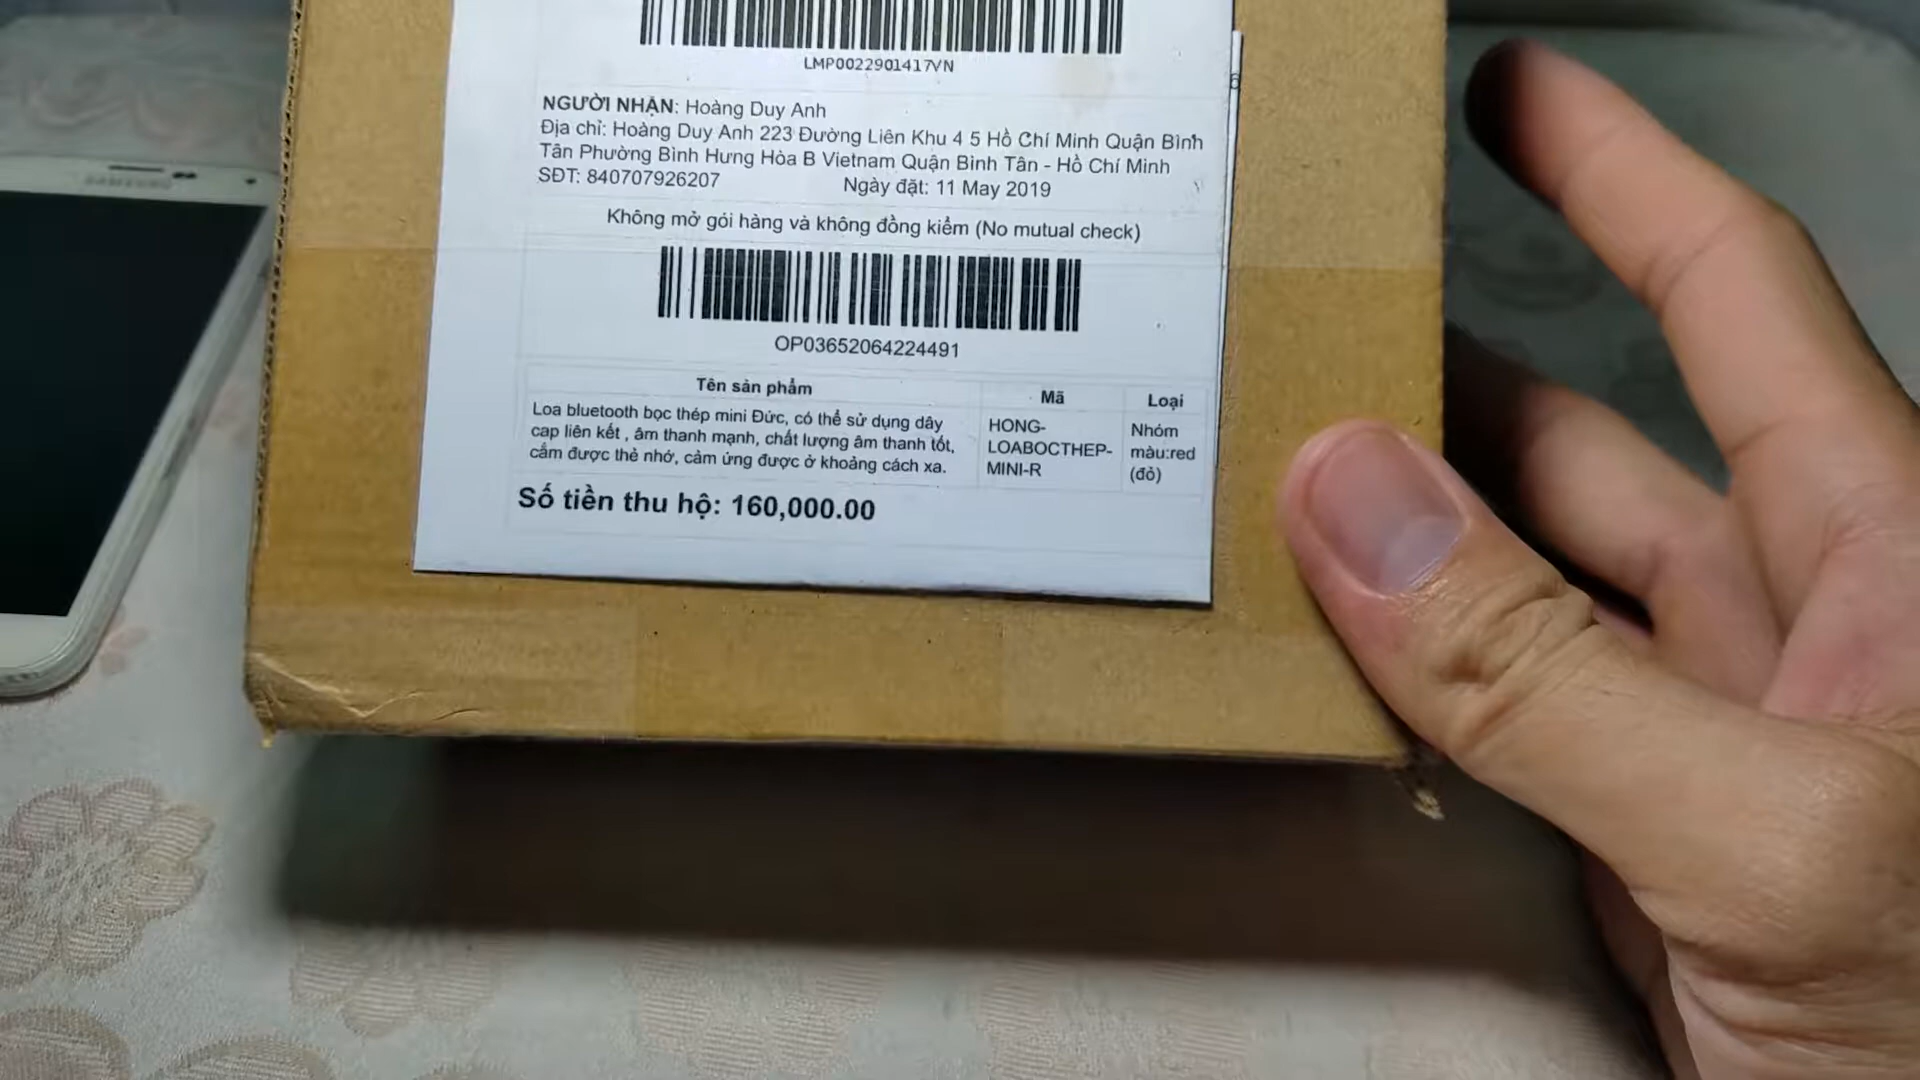 LMP0022901417VN
NGƯỜI NHẬN: Hoàng Duy Anh
Địa chỉ: Hoàng Duy Anh 223 Đường Liên Khu 4 5 Hồ Chí Minh Quận Bình
Tân Phường Bình Hưng Hòa B Vietnam Quận Bình Tân - Hồ Chí Minh
SĐT: 840707926207 Ngày đặt: 11 May 2019
Không mở gói hàng và không đồng kiểm (No mutual check)
OP03652064224491
Tên sản phẩm Mã Loại
Loa bluetooth bọc thép mini Đức, có thể sử dụng dây
cap liên kết , âm thanh mạnh, chất lượng âm thanh tốt,
cắm được thẻ nhớ, cảm ứng được ở khoảng cách xa.
HONG-
LOABOCTHEP-
MINI-R
Nhóm
màu:red
(đỏ)
Số tiền thu hộ: 160,000.00